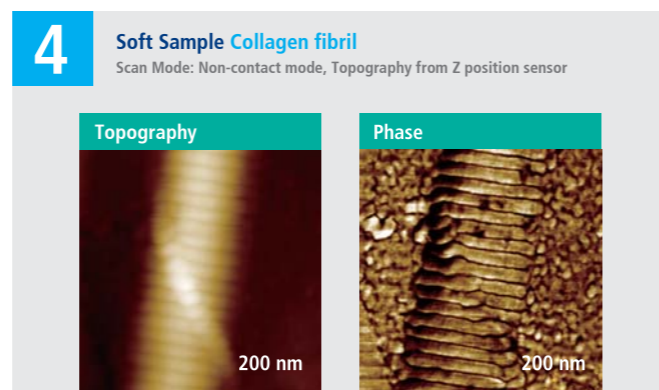 4
Soft Sample Collagen fibril
Scan Mode: Non-contact mode, Topography from Z position sensor
Topography
Phase
200 nm
200 nm